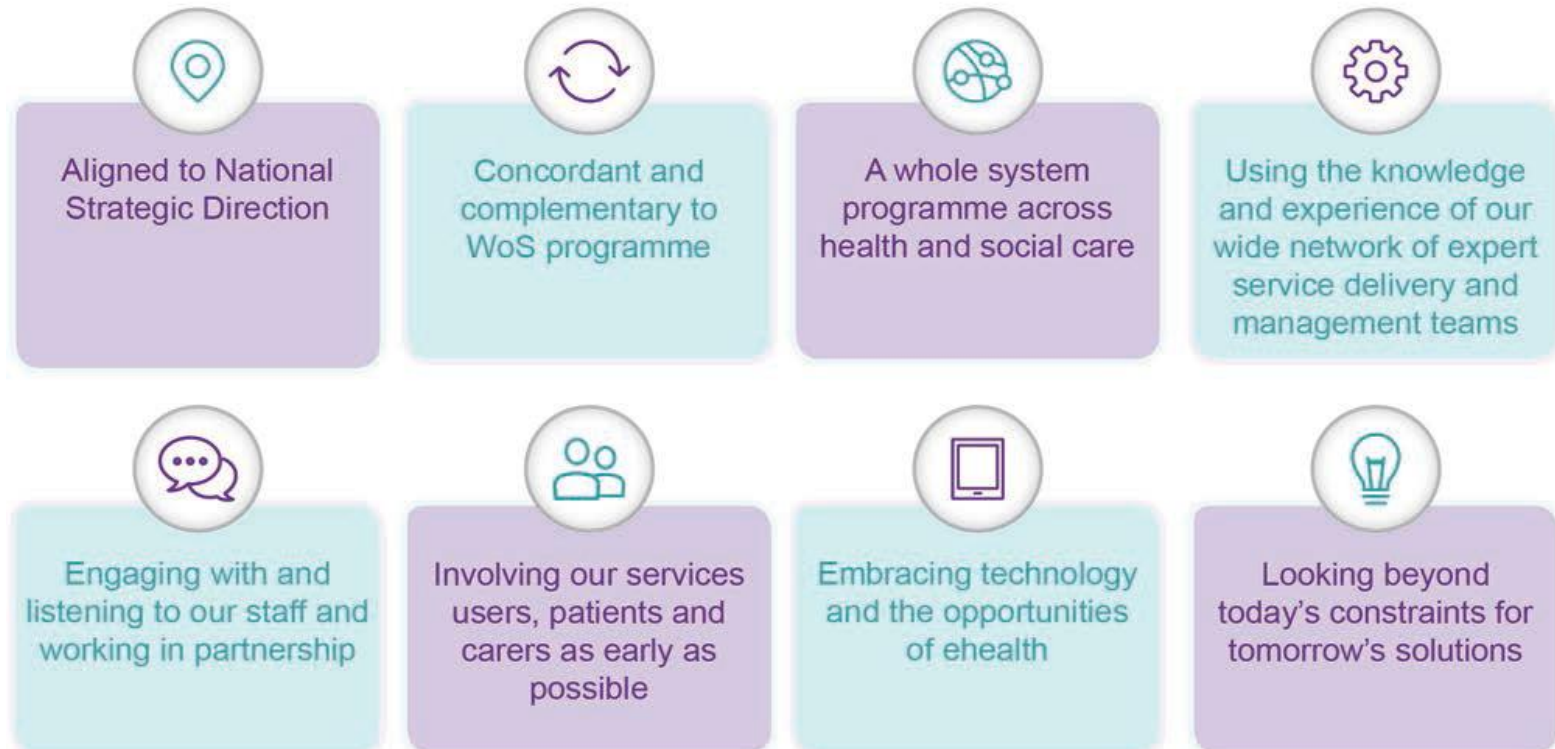 Aligned to National
Strategic Direction
Concordant and
complementary to
WoS programme
A whole system
programme across
health and social care
Using the knowledge
and experience of our
wide network of expert
service delivery and
management teams
Engaging with and
listening to our staff and
working in partnership
Involving our services
users, patients and
carers as early as
possible
Embracing technology
and the opportunities
of ehealth
Looking beyond
today's constraints for
tomorrow's solutions